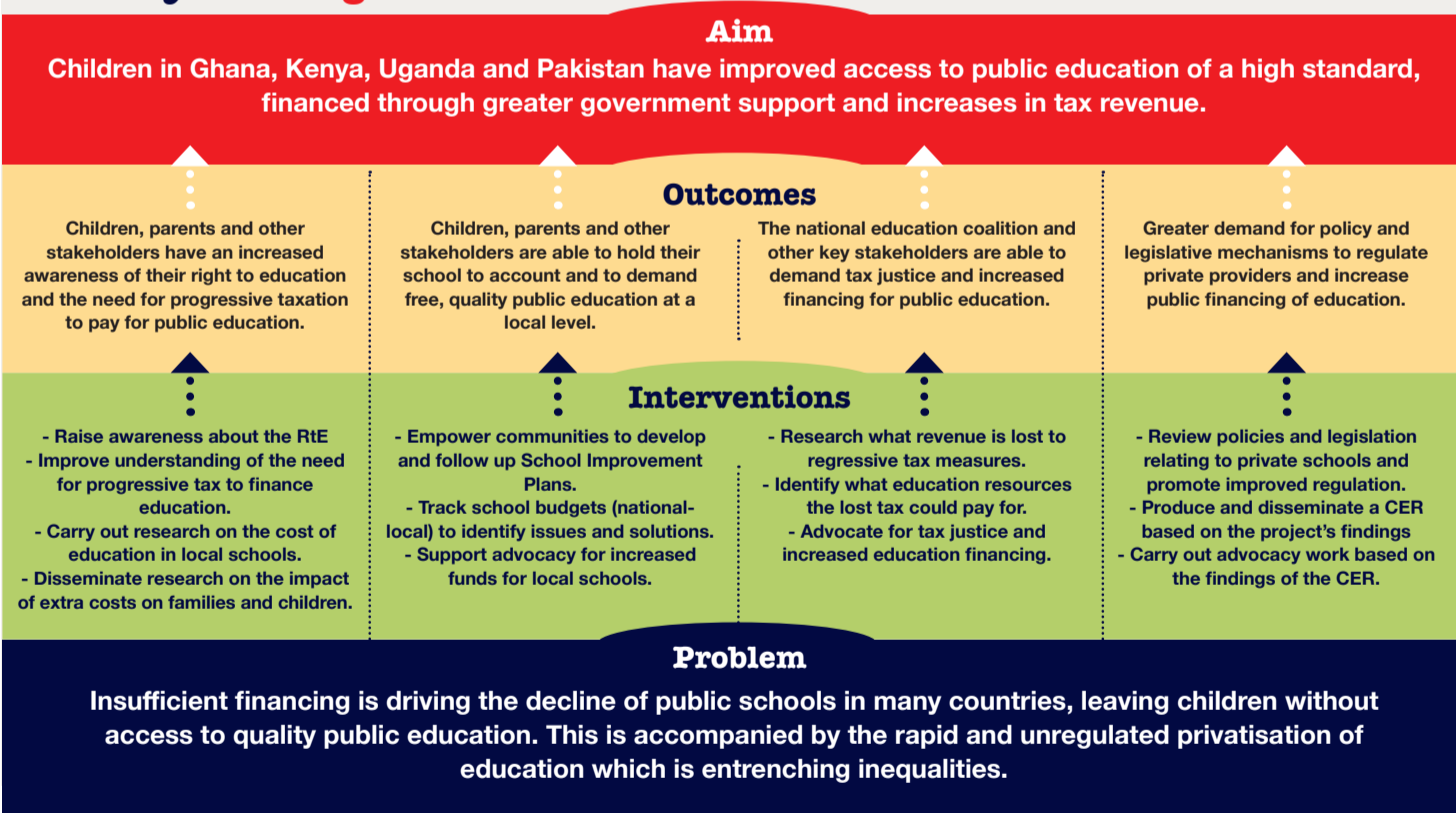 Aim
Children in Ghana, Kenya, Uganda and Pakistan have improved access to public education of a high standard,
financed through greater government support and increases in tax revenue.
Outcomes
Children, parents and other
stakeholders have an increased
awareness of their right to education
and the need for progressive taxation
to pay for public education.
Children, parents and other
stakeholders are able to hold their
school to account and to demand
free, quality public education at a
local level.
The national education coalition and
other key stakeholders are able to
demand tax justice and increased
financing for public education.
Greater demand for policy and
legislative mechanisms to regulate
private providers and increase
public financing of education.
Interventions
- Raise awareness about the RtE
- Improve understanding of the need
for progressive tax to finance
education.
- Carry out research on the cost of
education in local schools.
- Disseminate research on the impact
of extra costs on families and children.
- Empower communities to develop
and follow up School Improvement
Plans.
- Track school budgets (national-
local) to identify issues and solutions.
- Support advocacy for increased
funds for local schools.
- Research what revenue is lost to
regressive tax measures.
- Identify what education resources
the lost tax could pay for.
- Advocate for tax justice and
increased education financing.
- Review policies and legislation
relating to private schools and
promote improved regulation.
- Produce and disseminate a CER
based on the project's findings
- Carry out advocacy work based on
the findings of the CER.
Problem
Insufficient financing is driving the decline of public schools in many countries, leaving children without
access to quality public education. This is accompanied by the rapid and unregulated privatisation of
education which is entrenching inequalities.